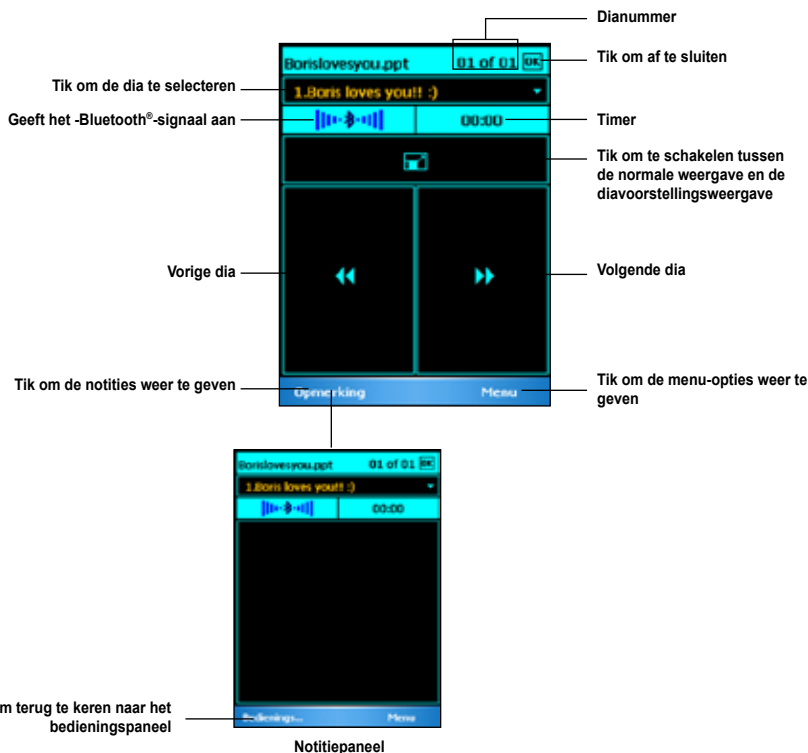 Dianummer
Borislovesyou.ppt 01 of 01 OK
Tik om af te sluiten
Tik om de dia te selecteren
1.Boris loves you!! :)
Geeft het -Bluetooth®-signaal aan
00:00
Timer
Tik om te schakelen tussen
de normale weergave en de
diavoorstellingsweergave
Vorige dia
Volgende dia
Tik om de notities weer te geven
Opmerking Menu
Tik om de menu-opties weer te
geven
Borislovesyou.ppt 01 of 01 OK
1.Boris loves you!! :)
00:00
m terug te keren naar het
bedieningspaneel
Bedienings... Menu
Notitiepaneel